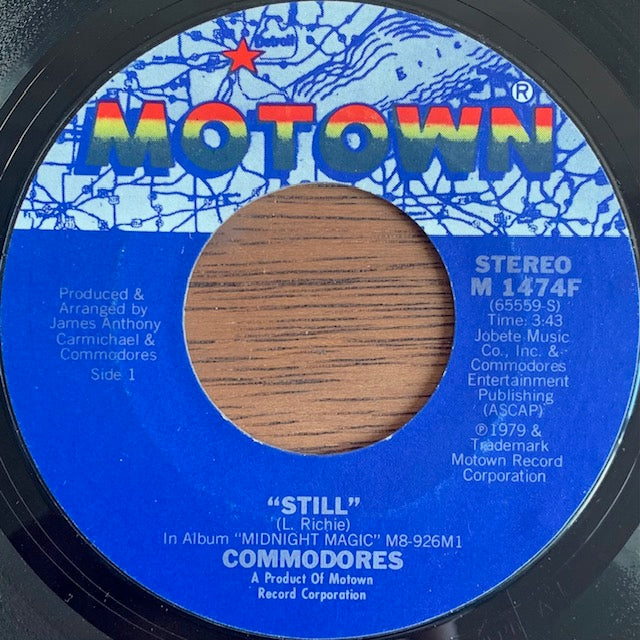 Detroit
ERIE
MOTOWN®
Produced &
Arranged by
James Anthony
Carmichael &
Commodores
Side 1
STEREO
M 1474F
(65559-S)
Time: 3:43
Jobete Music
Co., Inc. &
Commodores
Entertainment
Publishing
(ASCAP)
℗ 1979 &
Trademark
Motown Record
Corporation
“STILL”
(L. Richie)
In Album "MIDNIGHT MAGIC" M8-926M1
COMMODORES
A Product Of Motown
Record Corporation